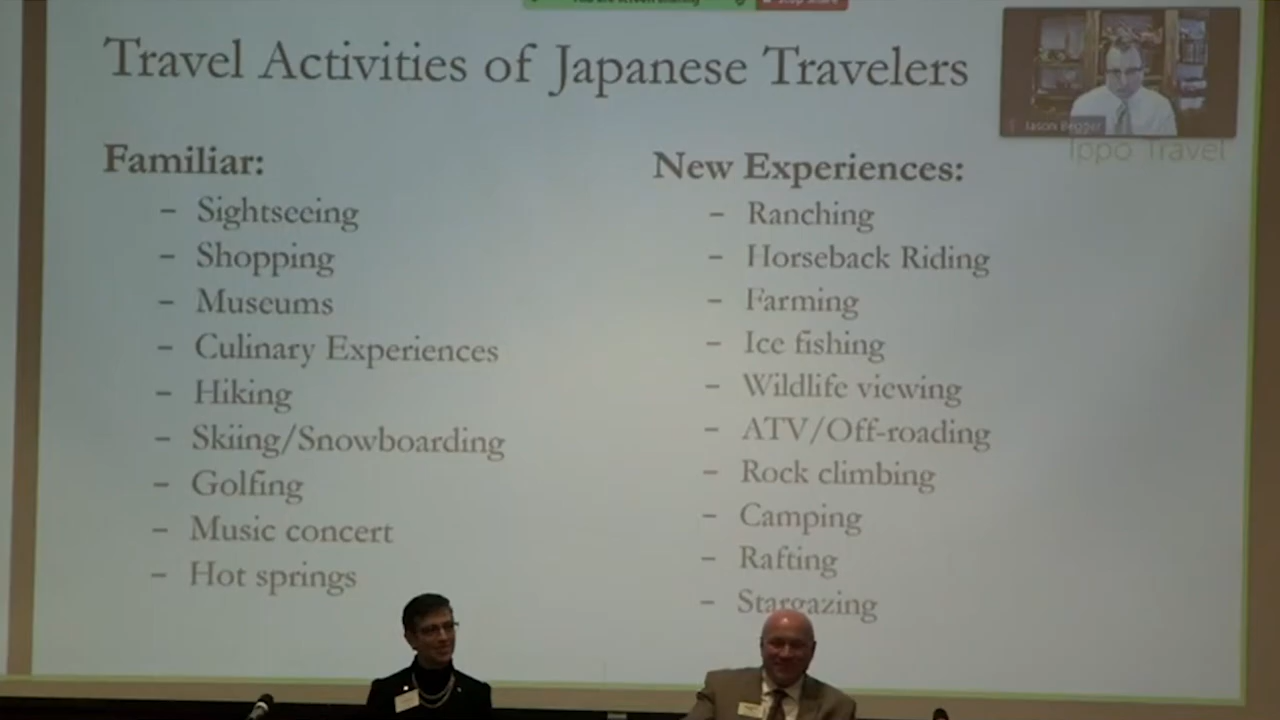 Travel Activities of Japanese Travelers
Jason Begger
Ippo Travel
Familiar:
– Sightseeing
– Shopping
– Museums
– Culinary Experiences
– Hiking
– Skiing/Snowboarding
– Golfing
– Music concert
– Hot springs
New Experiences:
– Ranching
– Horseback Riding
– Farming
– Ice fishing
– Wildlife viewing
– ATV/Off-roading
– Rock climbing
– Camping
– Rafting
– Stargazing